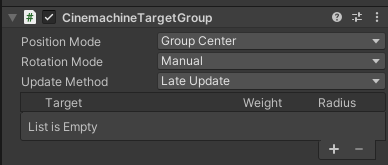 CinemachineTargetGroup
Position Mode Group Center
Rotation Mode Manual
Update Method Late Update
Target Weight Radius
List is Empty